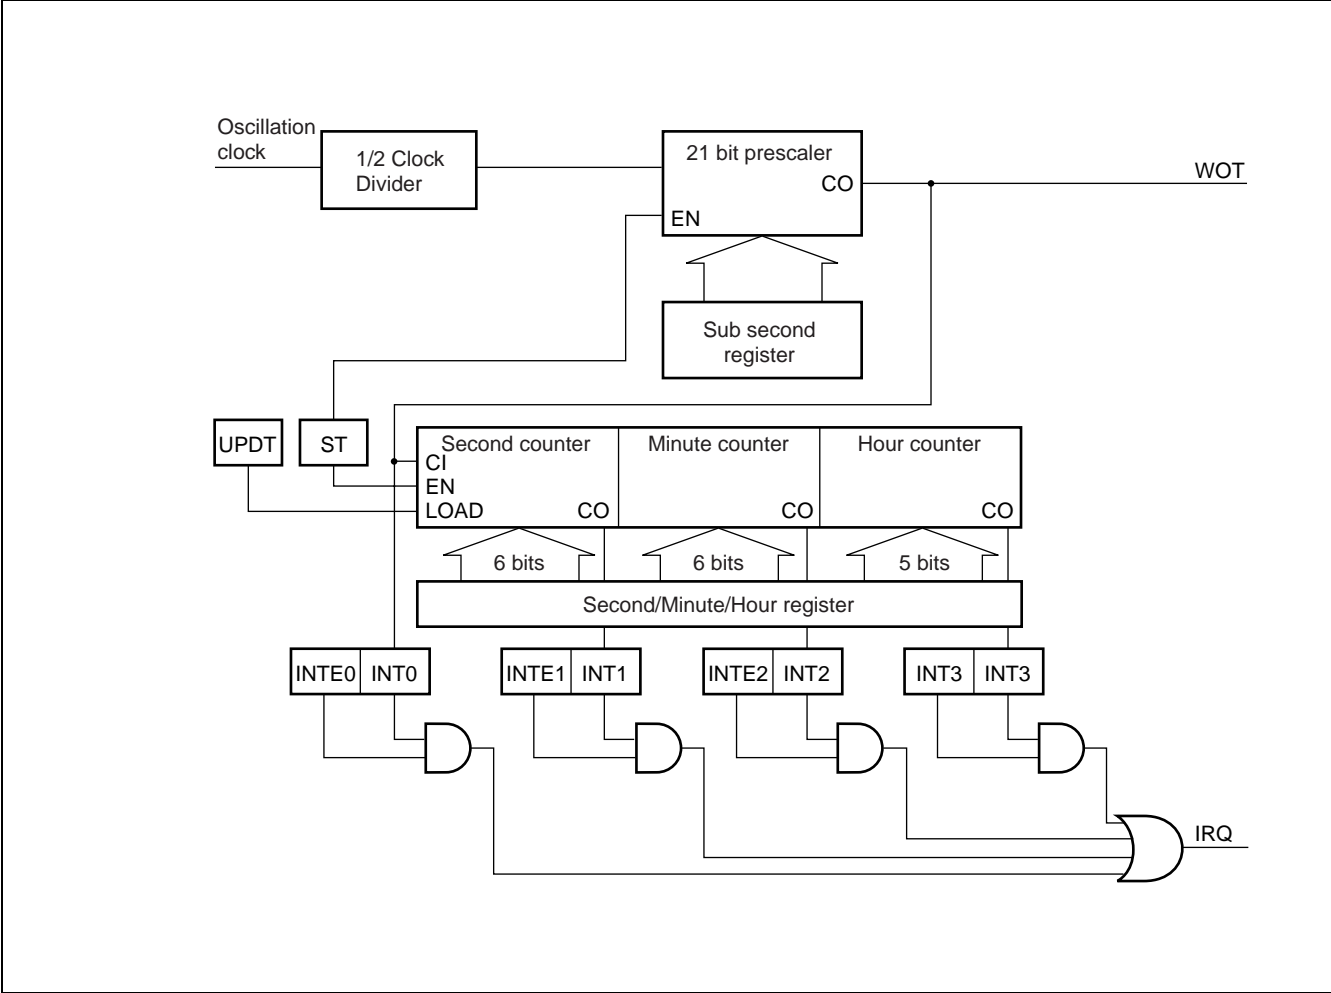 Oscillation
clock
1/2 Clock
Divider
21 bit prescaler
CO
EN
WOT
Sub second
register
UPDT
ST
Second counter
Minute counter
Hour counter
CI
EN
LOAD
CO
CO
CO
6 bits
6 bits
5 bits
Second/Minute/Hour register
INTE0
INT0
INTE1
INT1
INTE2
INT2
INT3
INT3
IRQ